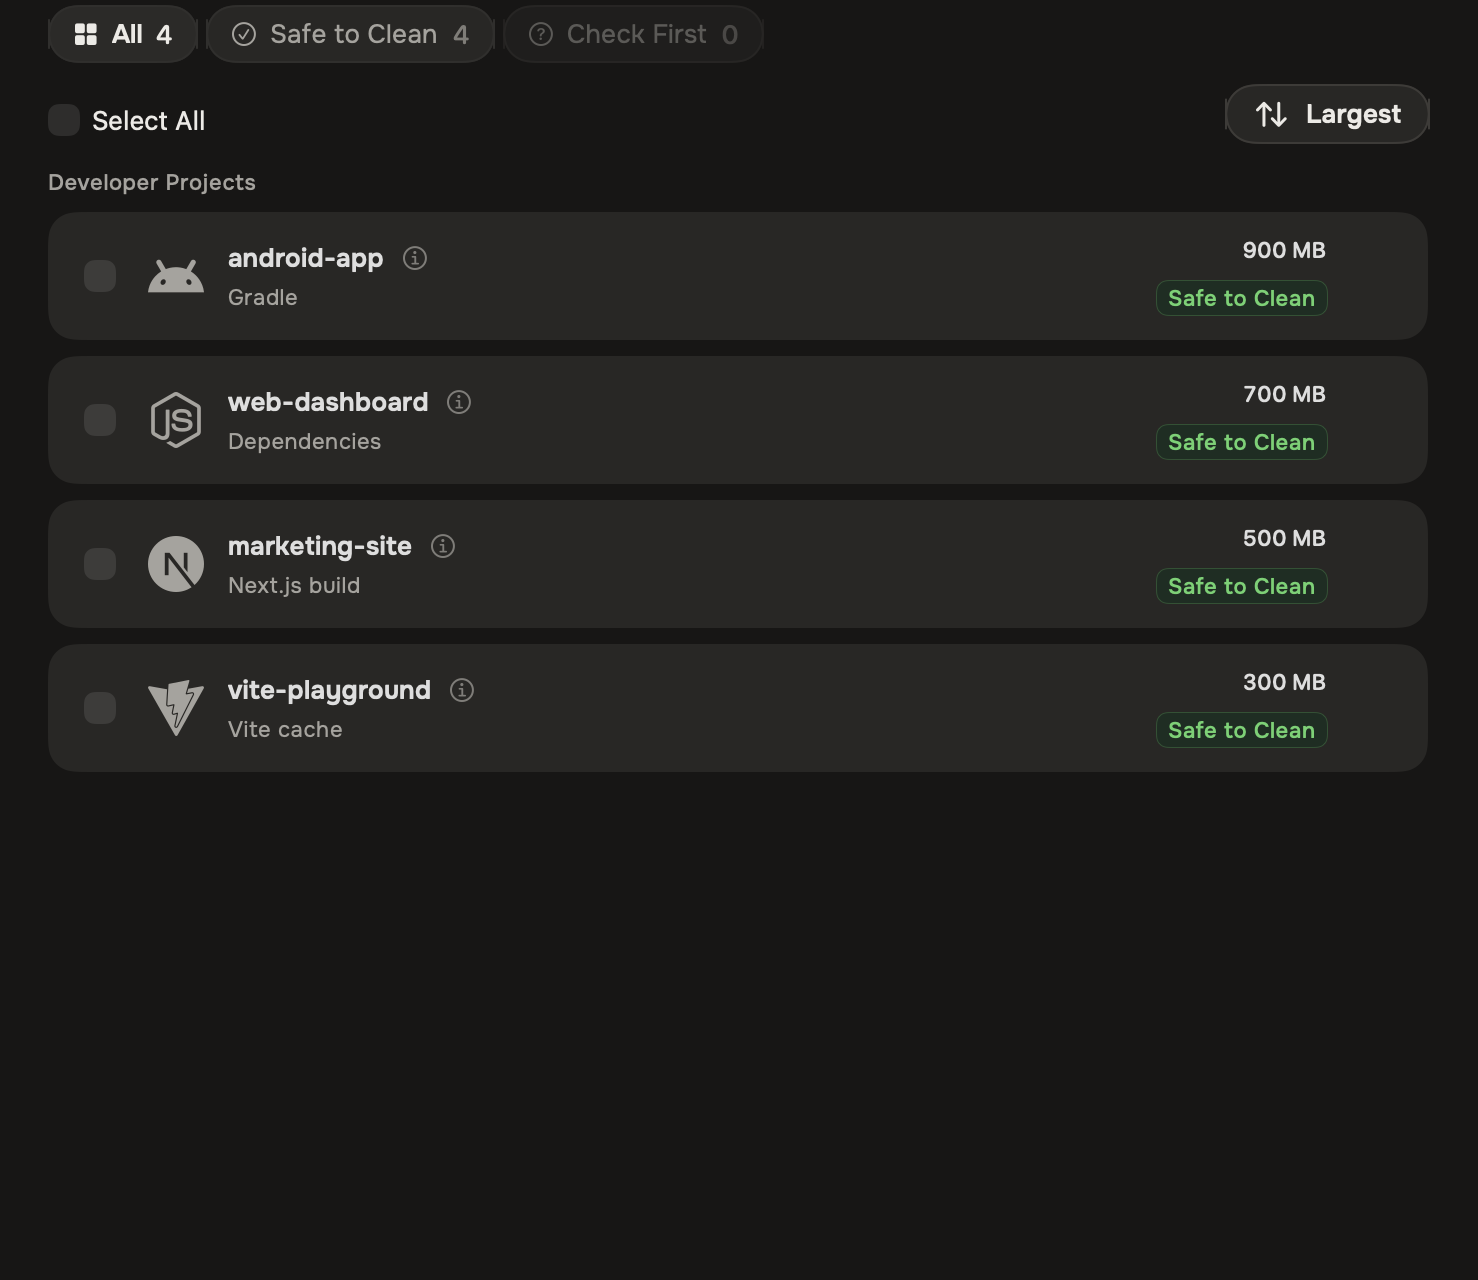 All 4
Safe to Clean 4
Check First 0
Select All
Largest
Developer Projects
android-app
900 MB
Gradle
Safe to Clean
web-dashboard
700 MB
Dependencies
Safe to Clean
marketing-site
500 MB
Next.js build
Safe to Clean
vite-playground
300 MB
Vite cache
Safe to Clean